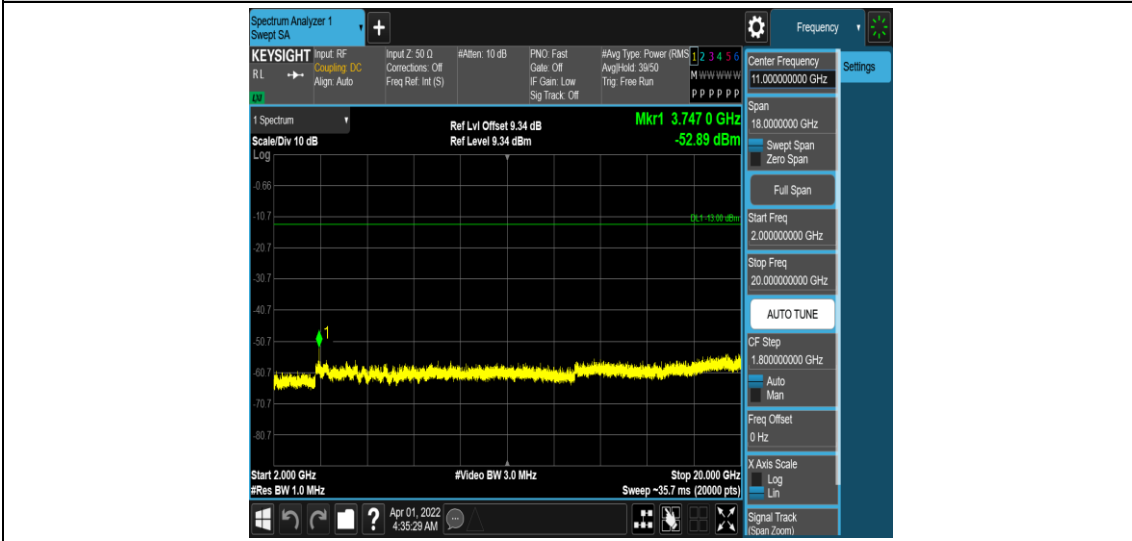 Spectrum Analyzer 1
Swept SA
+
Frequency
KEYSIGHT
RL
LXI
Input: RF
Coupling: DC
Align: Auto
Input Z: 50 Ω
Corrections: Off
Freq Ref: Int (S)
#Atten: 10 dB
PNO: Fast
Gate: Off
IF Gain: Low
Sig Track: Off
#Avg Type: Power (RMS
Avg|Hold: 39/50
Trig: Free Run
1 2 3 4 5 6
M W W W W W
P P P P P P
1 Spectrum
Scale/Div 10 dB
Log
Ref Lvl Offset 9.34 dB
Ref Level 9.34 dBm
Mkr1 3.747 0 GHz
-52.89 dBm
-0.66
-10.7
DL1 -13.00 dBm
-20.7
-30.7
-40.7
-50.7
1
-60.7
-70.7
-80.7
Start 2.000 GHz
#Res BW 1.0 MHz
#Video BW 3.0 MHz
Stop 20.000 GHz
Sweep ~35.7 ms (20000 pts)
?
Apr 01, 2022
4:35:29 AM
Center Frequency
11.000000000 GHz
Settings
Span
18.0000000 GHz
Swept Span
Zero Span
Full Span
Start Freq
2.000000000 GHz
Stop Freq
20.000000000 GHz
AUTO TUNE
CF Step
1.800000000 GHz
Auto
Man
Freq Offset
0 Hz
X Axis Scale
Log
Lin
Signal Track
(Span Zoom)